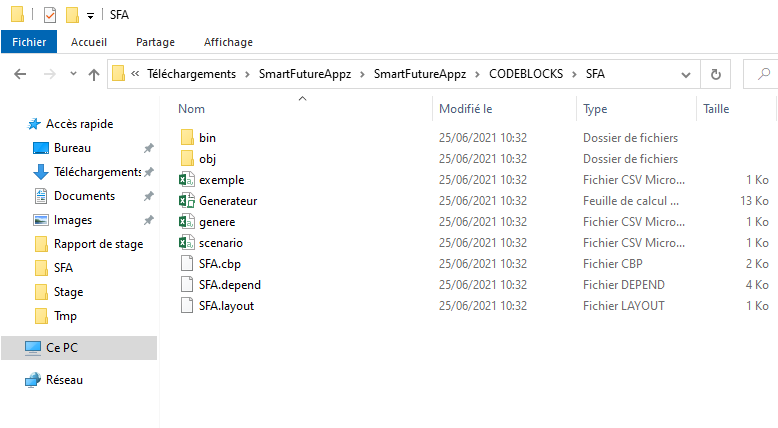 SFA
Fichier Accueil Partage Affichage
« Téléchargements > SmartFutureAppz > SmartFutureAppz > CODEBLOCKS > SFA
Nom Modifié le Type Taille
Accès rapide
Bureau
Téléchargements
Documents
Images
Rapport de stage
SFA
Stage
Tmp
Ce PC
Réseau
bin 25/06/2021 10:32 Dossier de fichiers
obj 25/06/2021 10:32 Dossier de fichiers
exemple 25/06/2021 10:32 Fichier CSV Micro... 1 Ko
Generateur 25/06/2021 10:32 Feuille de calcul ... 13 Ko
genere 25/06/2021 10:32 Fichier CSV Micro... 1 Ko
scenario 25/06/2021 10:32 Fichier CSV Micro... 1 Ko
SFA.cbp 25/06/2021 10:32 Fichier CBP 2 Ko
SFA.depend 25/06/2021 10:32 Fichier DEPEND 4 Ko
SFA.layout 25/06/2021 10:32 Fichier LAYOUT 1 Ko